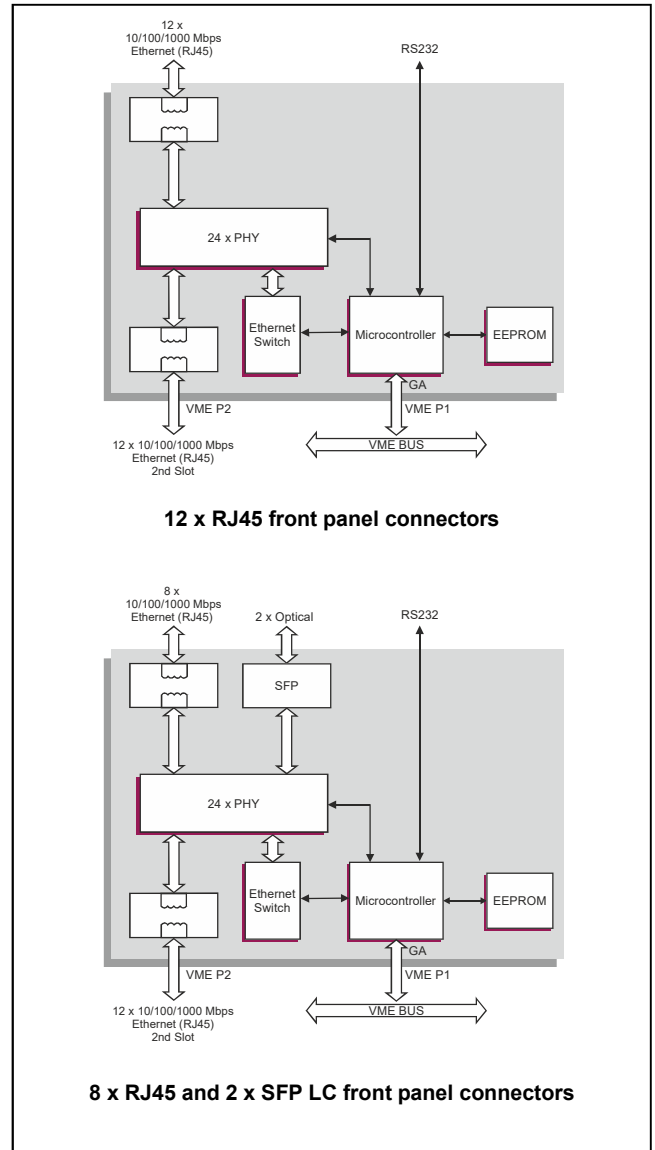 12 x
10/100/1000 Mbps
Ethernet (RJ45)
RS232
24 x PHY
Ethernet
Switch
Microcontroller
EEPROM
GA
VME P2
VME P1
VME BUS
12 x 10/100/1000 Mbps
Ethernet (RJ45)
2nd Slot
12 x RJ45 front panel connectors
8 x
10/100/1000 Mbps
Ethernet (RJ45)
2 x Optical
RS232
SFP
24 x PHY
Ethernet
Switch
Microcontroller
EEPROM
GA
VME P2
VME P1
VME BUS
12 x 10/100/1000 Mbps
Ethernet (RJ45)
2nd Slot
8 x RJ45 and 2 x SFP LC front panel connectors